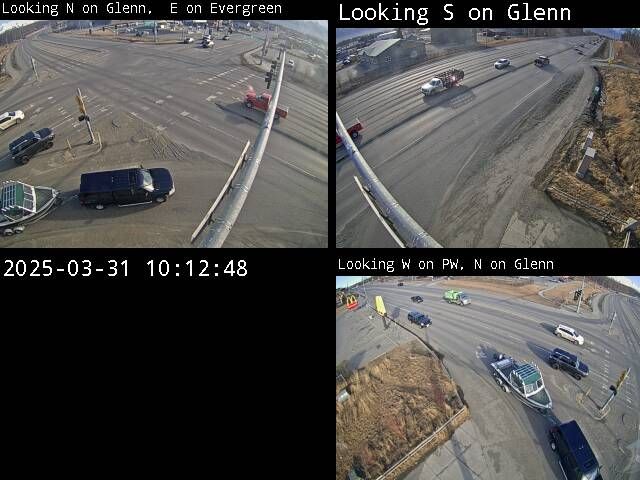 Looking N on Glenn,  E on Evergreen
Looking S on Glenn
2025-03-31 10:12:48
Looking W on PW, N on Glenn